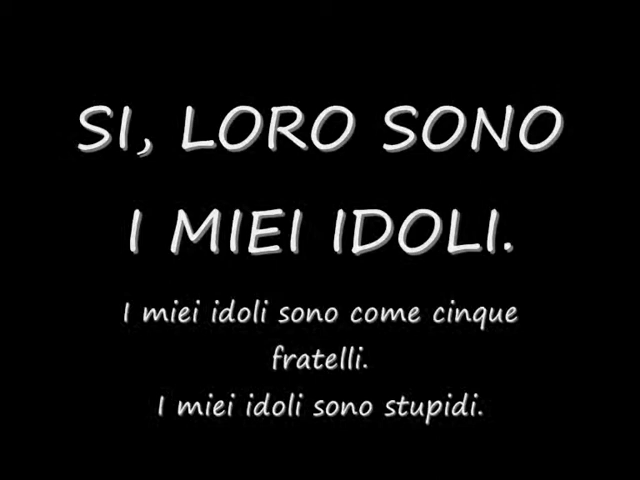 SI, LORO SONO
I MIEI IDOLI.
I miei idoli sono come cinque
fratelli.
I miei idoli sono stupidi.